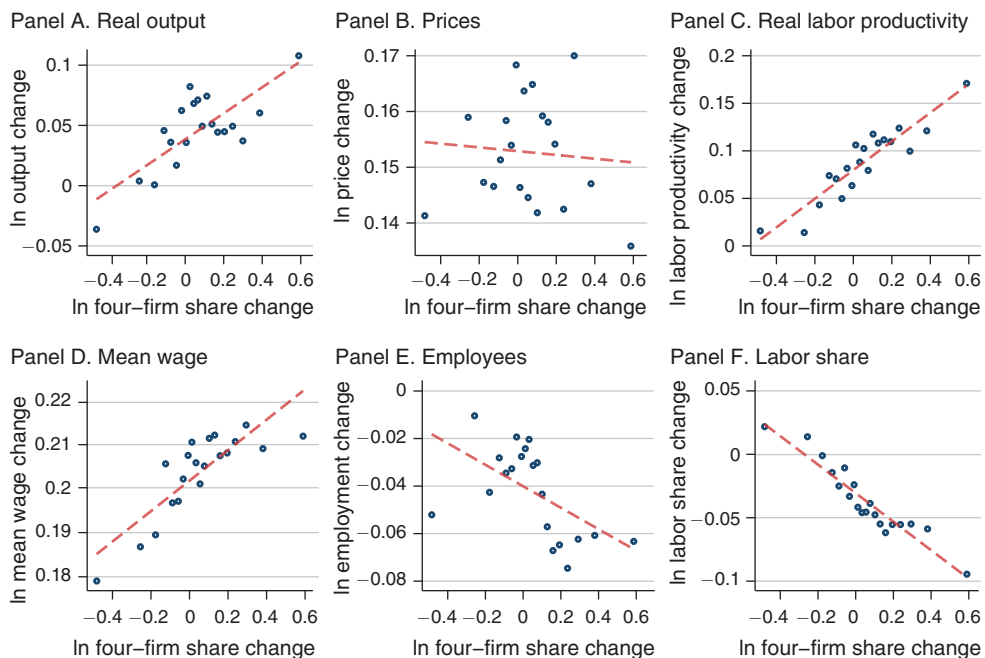 Panel A. Real output
ln output change
0.1
0.05
0
−0.05
−0.4 −0.2 0 0.2 0.4 0.6
ln four–firm share change
Panel B. Prices
ln price change
0.17
0.16
0.15
0.14
−0.4 −0.2 0 0.2 0.4 0.6
ln four–firm share change
Panel C. Real labor productivity
ln labor productivity change
0.2
0.15
0.1
0.05
0
−0.4 −0.2 0 0.2 0.4 0.6
ln four–firm share change
Panel D. Mean wage
ln mean wage change
0.22
0.21
0.2
0.19
0.18
−0.4 −0.2 0 0.2 0.4 0.6
ln four–firm share change
Panel E. Employees
ln employment change
0
−0.02
−0.04
−0.06
−0.08
−0.4 −0.2 0 0.2 0.4 0.6
ln four–firm share change
Panel F. Labor share
ln labor share change
0.05
0
−0.05
−0.1
−0.4 −0.2 0 0.2 0.4 0.6
ln four–firm share change